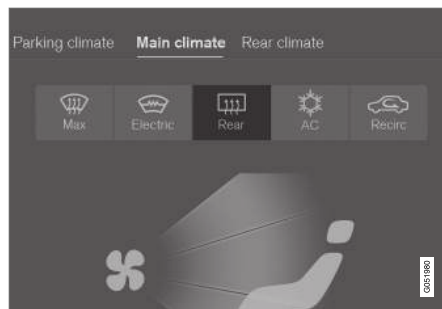 Parking climate Main climate Rear climate
Max Electric Rear AC Recirc
G051980